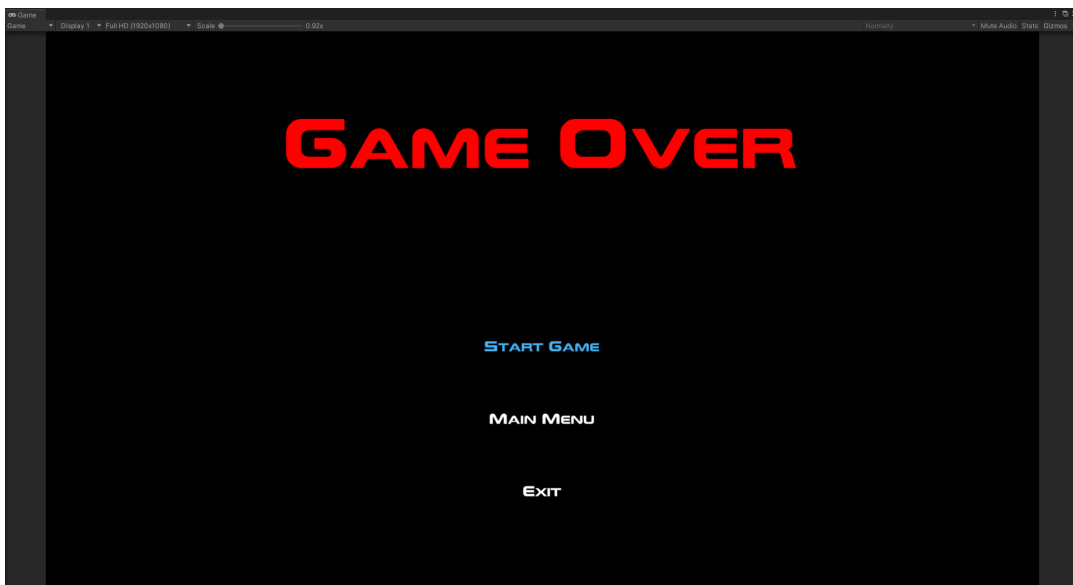 Game
Game Display 1 Full HD (1920x1080) Scale 0.92x Normally Mute Audio Stats Gizmos
Game Over
Start Game
Main Menu
Exit